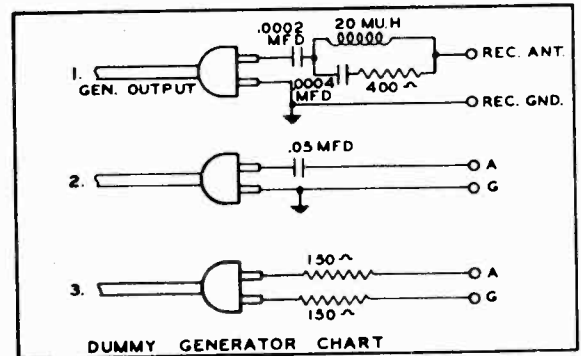 .0002
MFD
20 MU.H
REC. ANT.
1.
GEN. OUTPUT
.0004
MFD
400 ~
REC. GND.
.05 MFD
2.
A
G
150 ~
3.
A
150 ~
G
DUMMY GENERATOR CHART